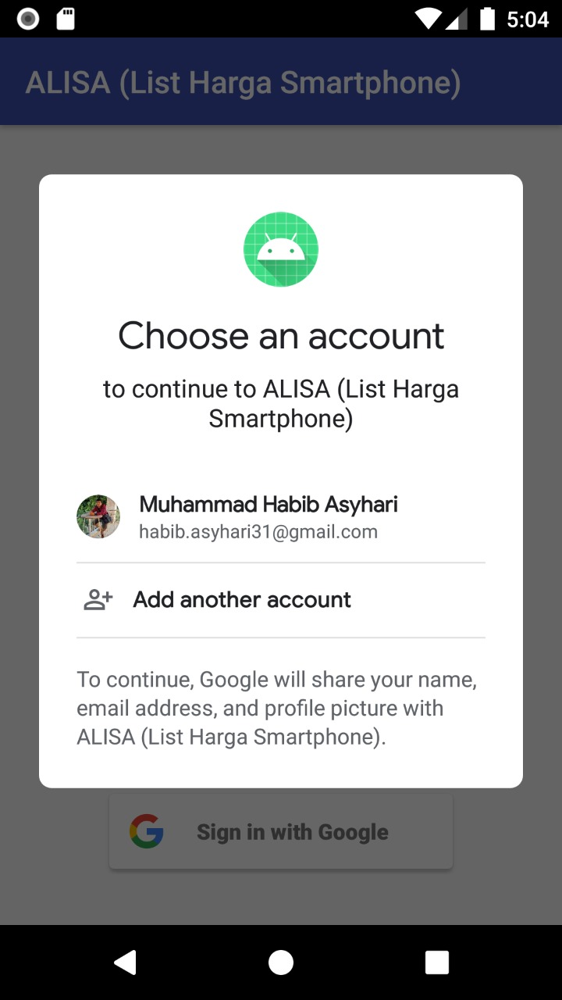 5:04
ALISA (List Harga Smartphone)
Choose an account
to continue to ALISA (List Harga
Smartphone)
Muhammad Habib Asyhari
habib.asyhari31@gmail.com
Add another account
To continue, Google will share your name,
email address, and profile picture with
ALISA (List Harga Smartphone).
Sign in with Google